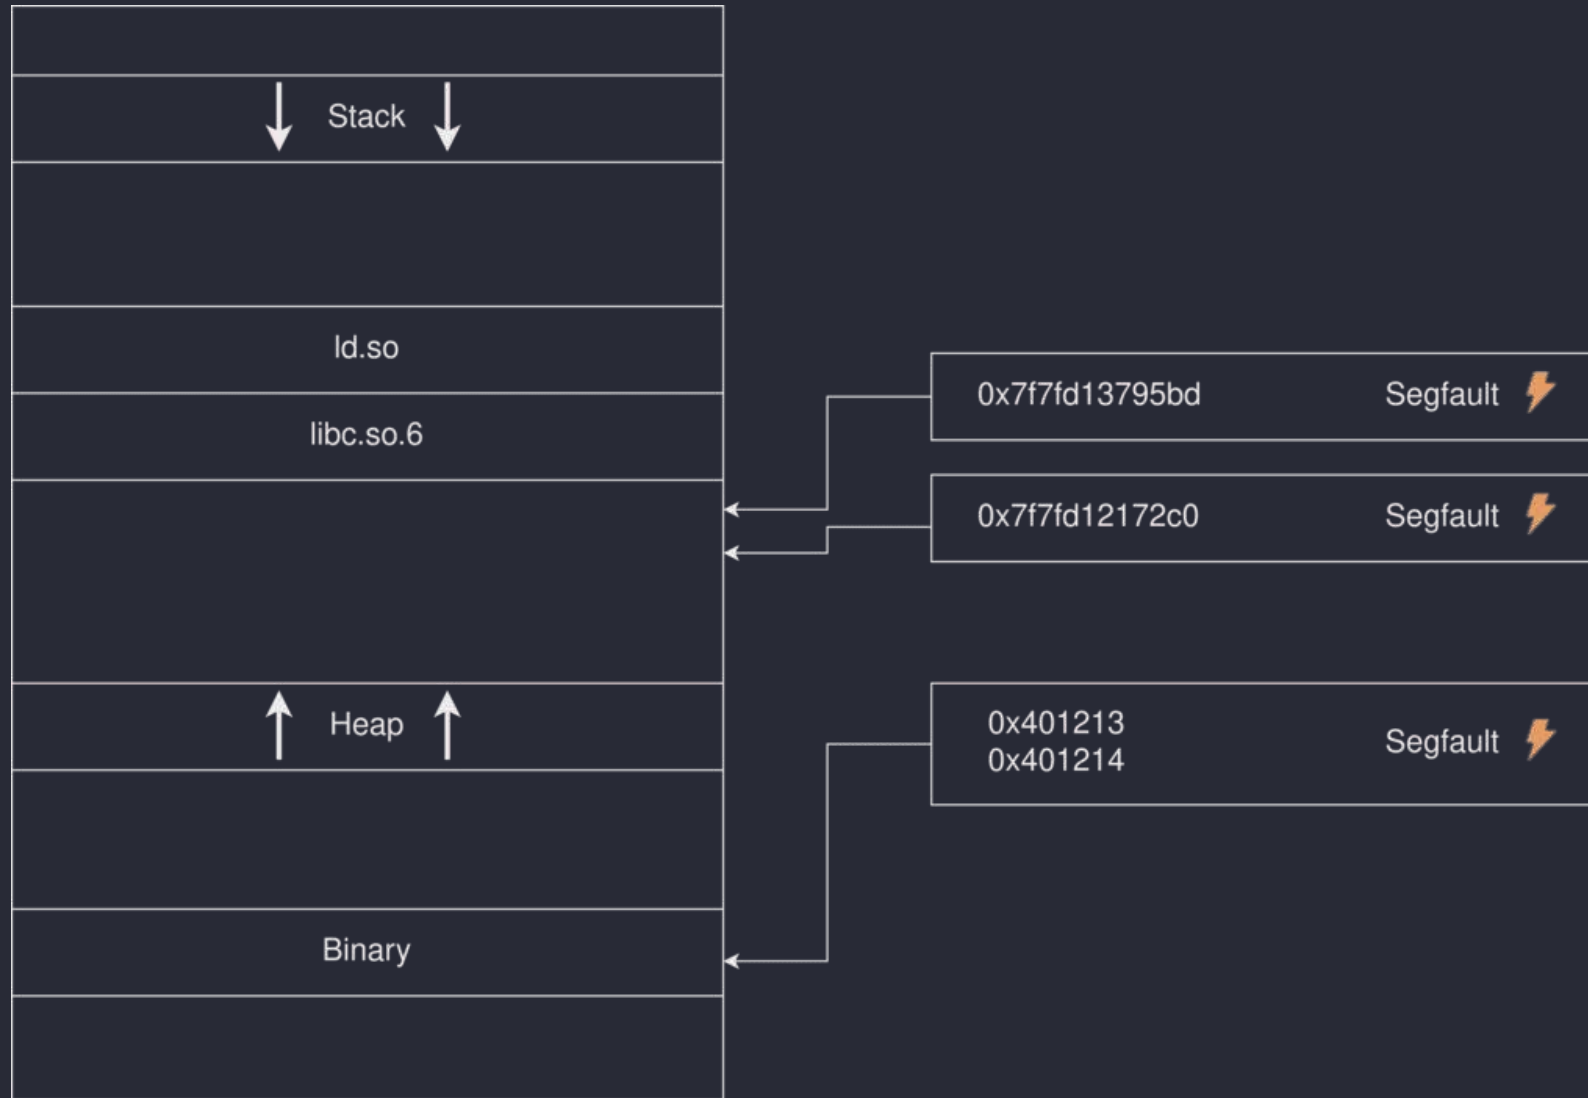 Stack
ld.so
libc.so.6
0x7f7fd13795bd Segfault
0x7f7fd12172c0 Segfault
Heap
0x401213
0x401214
Segfault
Binary